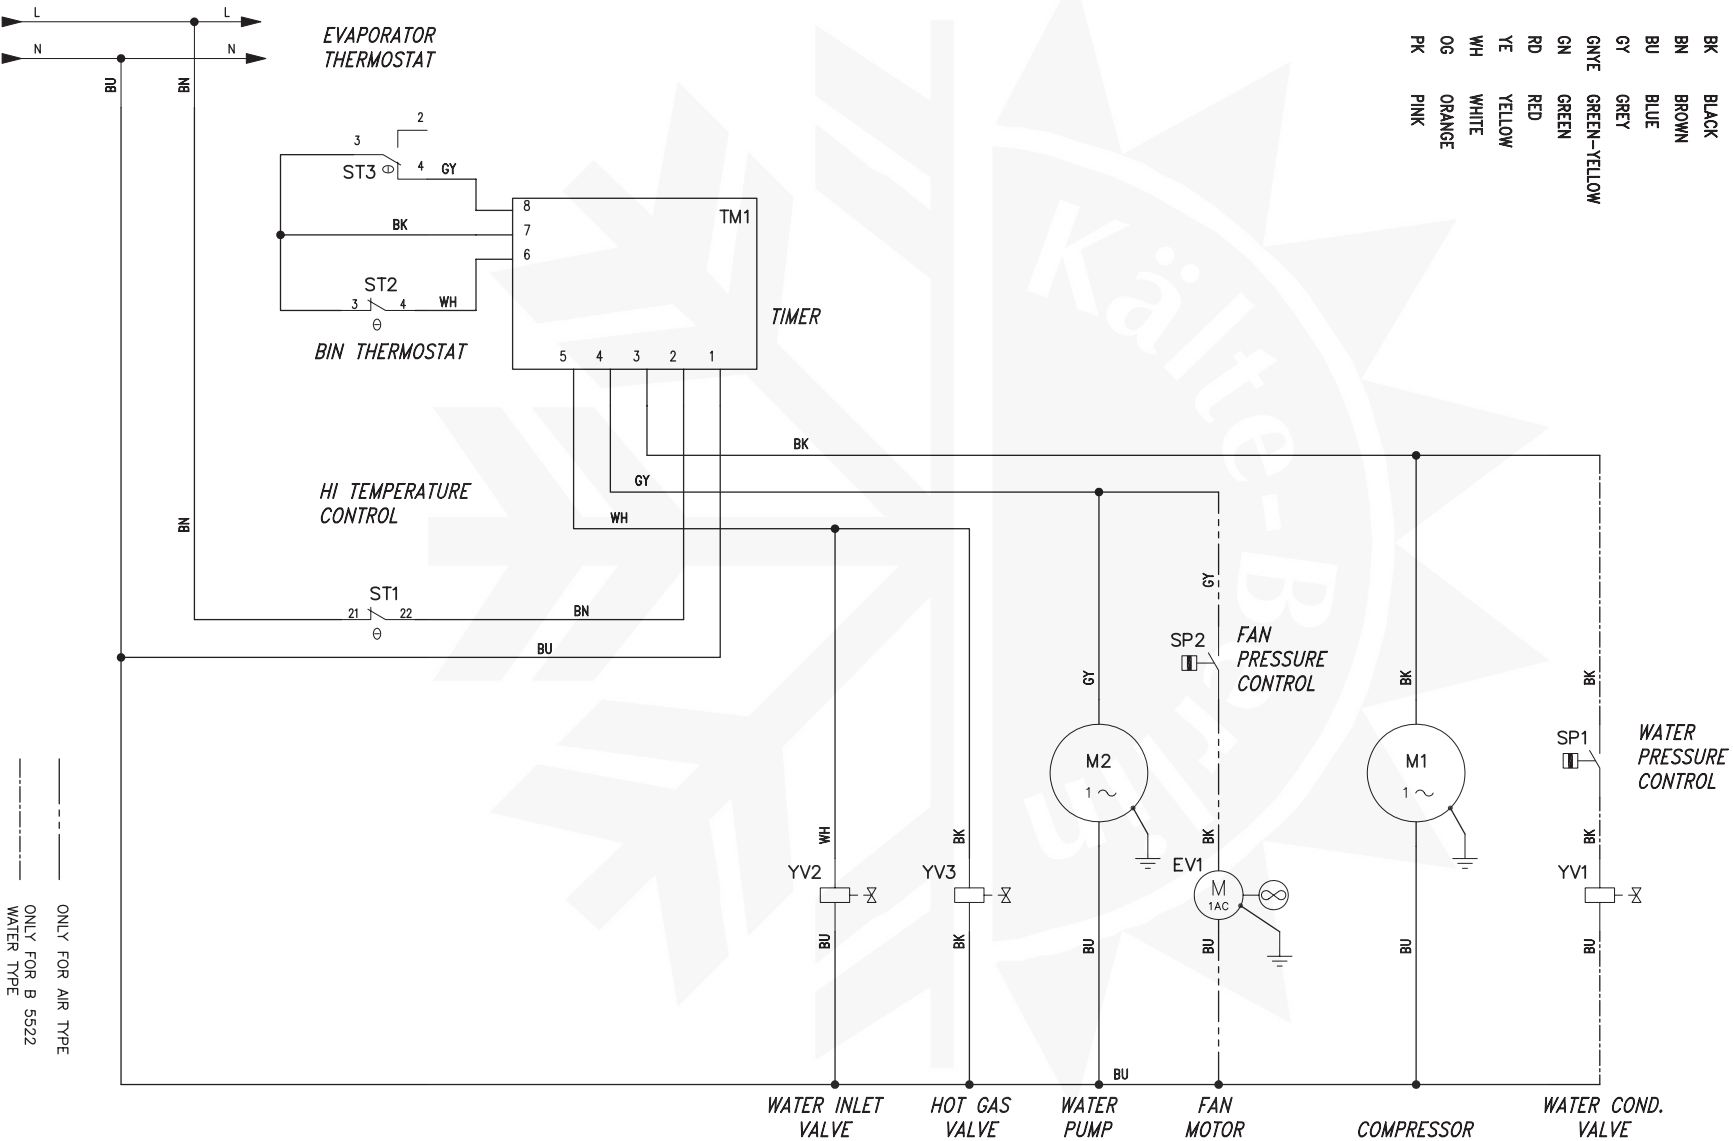 L
L
N
N
BU
BN
EVAPORATOR
THERMOSTAT
BK BLACK
BN BROWN
BU BLUE
GY GREY
GNYE GREEN-YELLOW
GN GREEN
RD RED
YE YELLOW
WH WHITE
OG ORANGE
PK PINK
2
3
ST3
4
GY
BK
8
7
6
TM1
TIMER
ST2
3
4
WH
BIN THERMOSTAT
5
4
3
2
1
BK
GY
WH
HI TEMPERATURE
CONTROL
BN
ST1
21
22
BN
BU
GY
SP2
FAN
PRESSURE
CONTROL
GY
BK
BK
SP1
WATER
PRESSURE
CONTROL
M2
1
M1
1
WH
BK
BK
BK
YV2
YV3
EV1
M
1AC
YV1
BU
BK
BU
BU
BU
BU
BU
WATER INLET
VALVE
HOT GAS
VALVE
WATER
PUMP
FAN
MOTOR
COMPRESSOR
WATER COND.
VALVE
ONLY FOR AIR TYPE
ONLY FOR B 5522
WATER TYPE
Kälte-Berlin